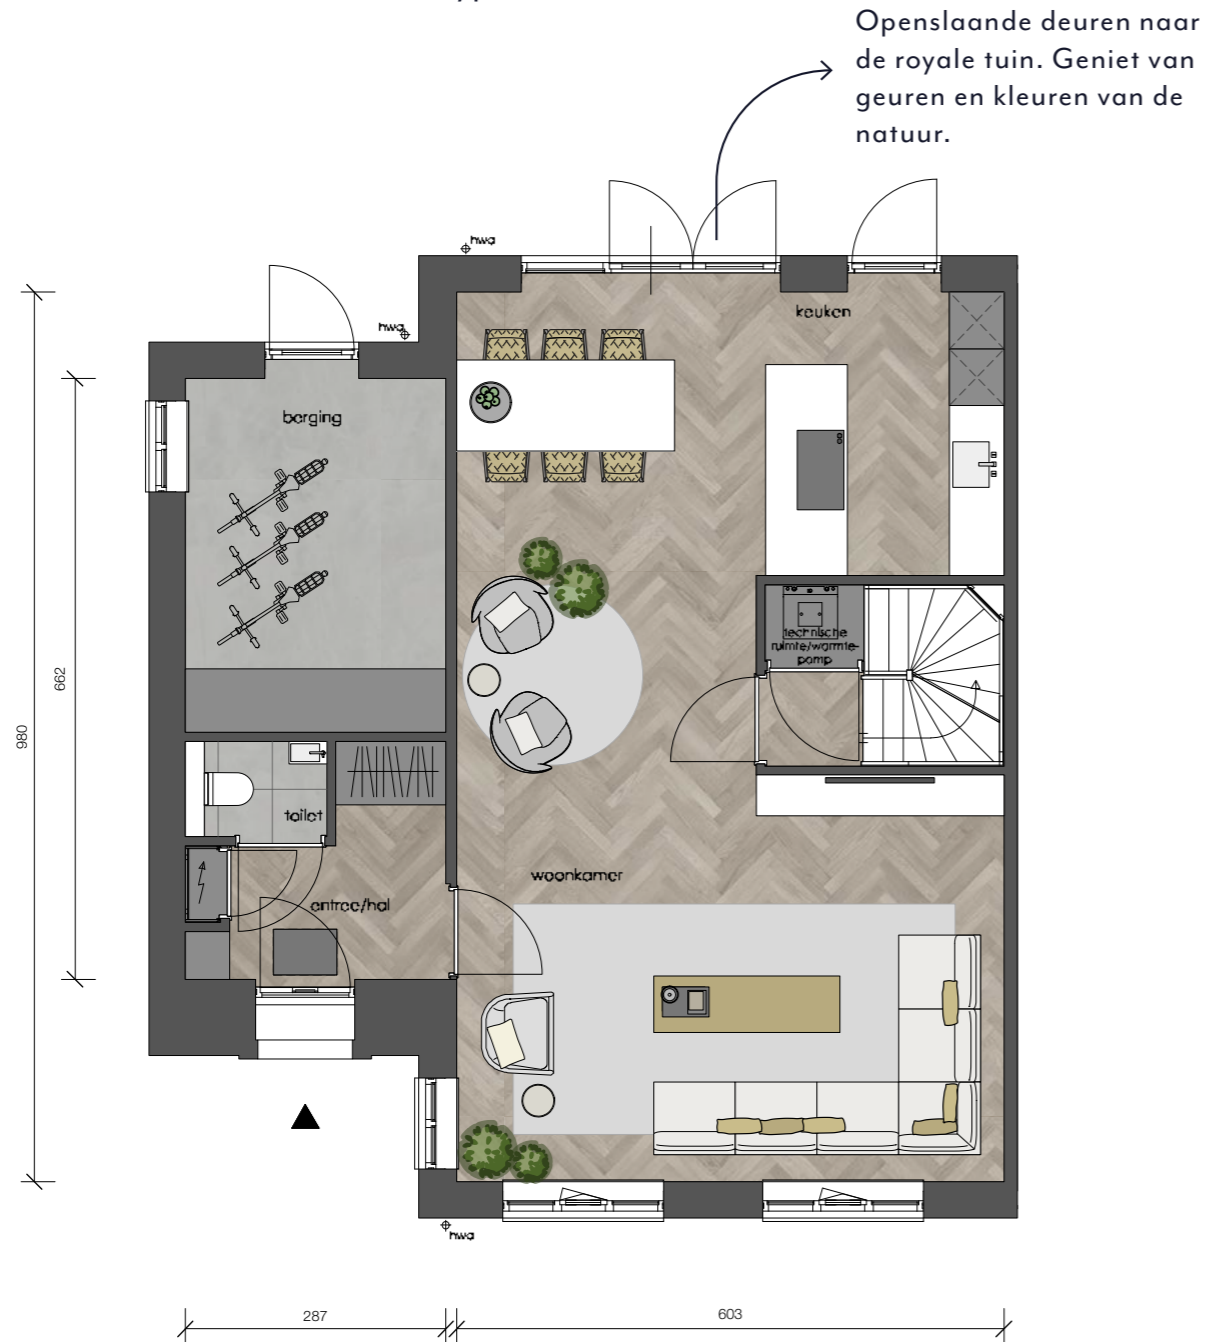 Openslaande deuren naar
de royale tuin. Geniet van
geuren en kleuren van de
natuur.
hwa
hwa
keuken
berging
technische
ruimte/warmte-
pomp
662
980
toilet
woonkamer
entree/hal
hwa
287
603